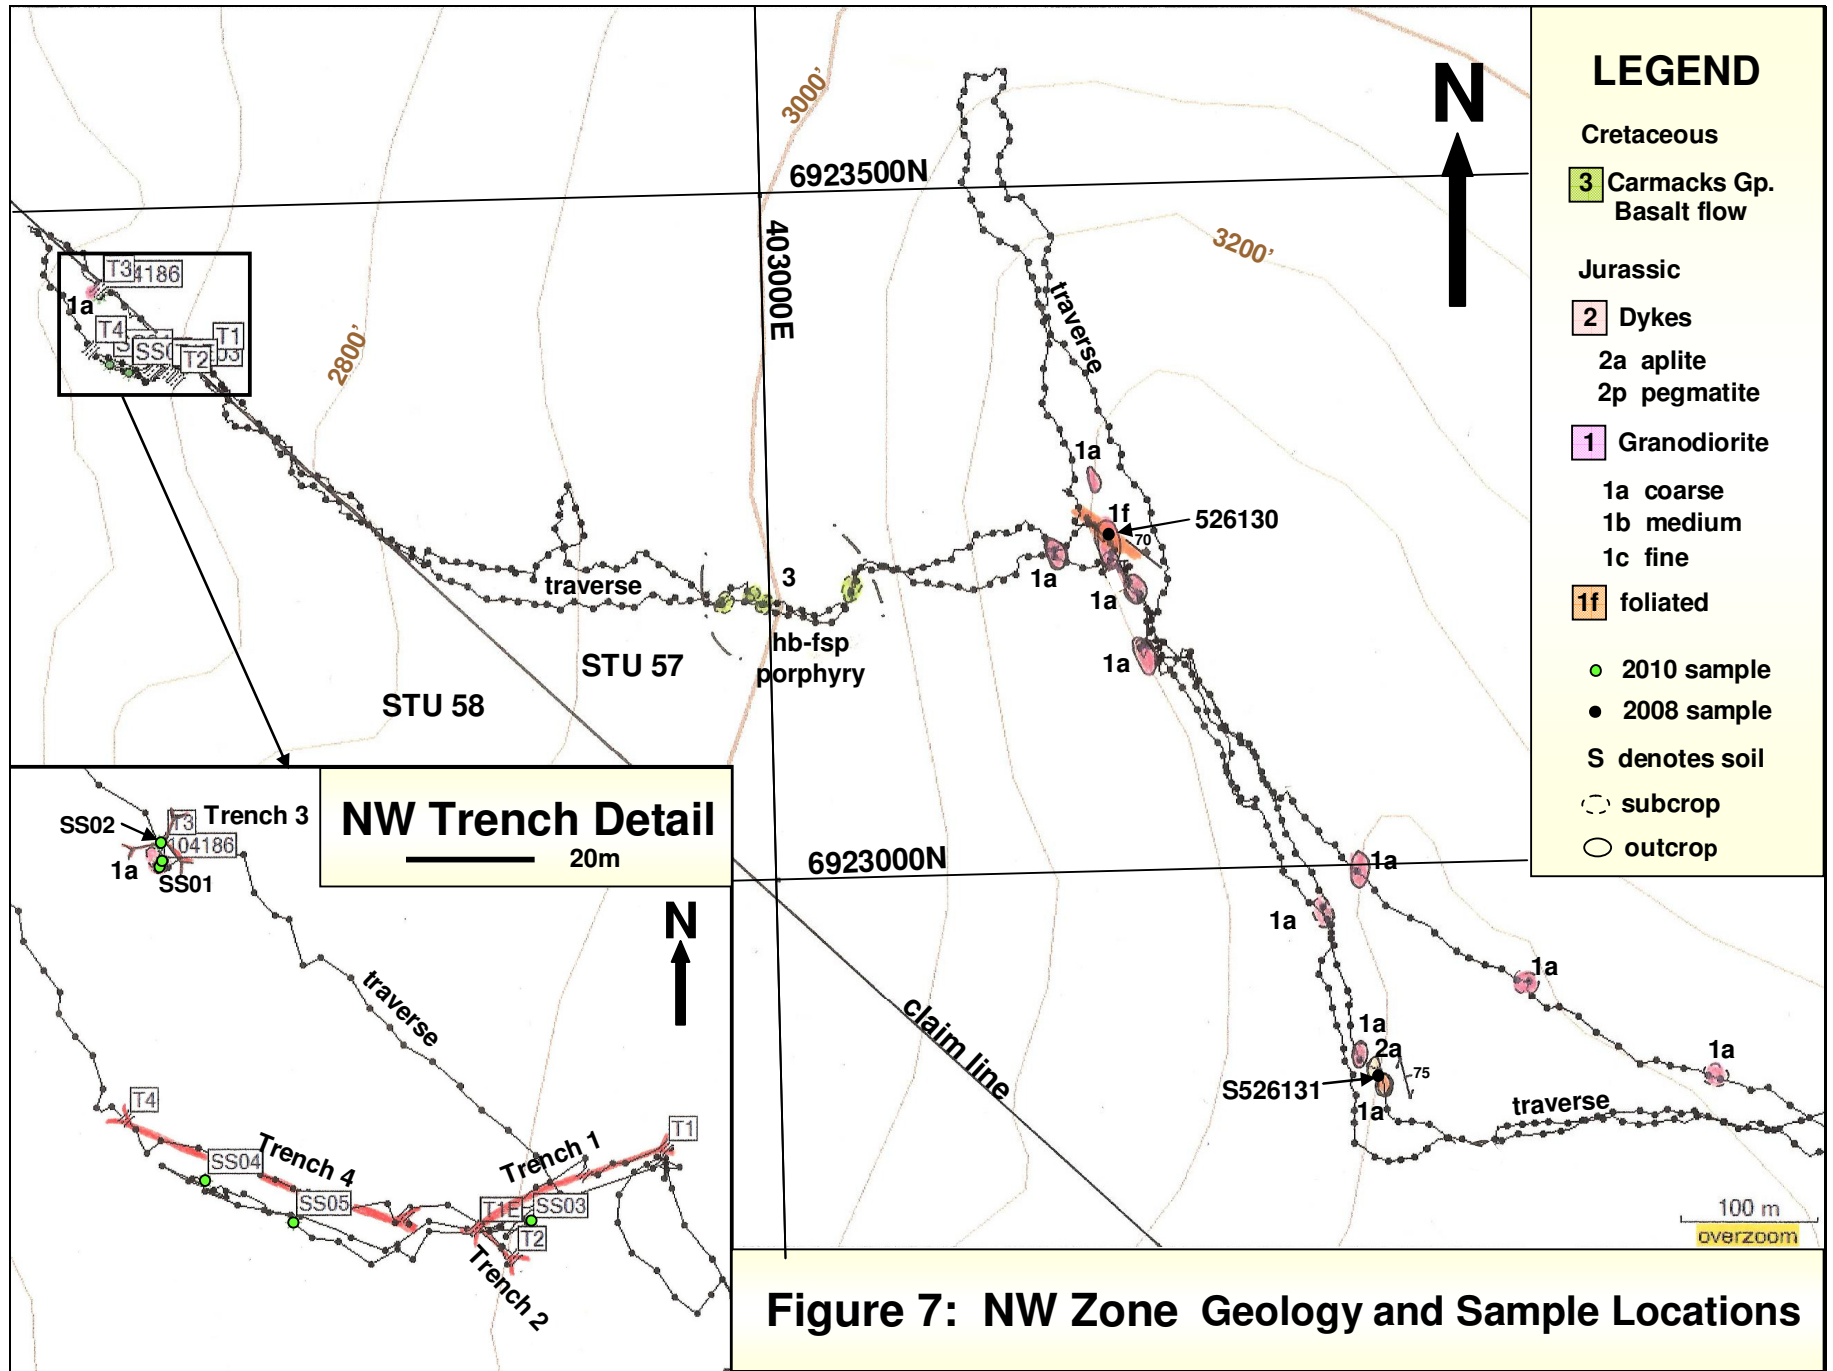 3000'
6923500N
403000E
3200'
2800'
N
T3
4186
1a
T4
T1
T2
traverse
1a
1f
526130
70
1a
1a
1a
traverse
3
hb-fsp
porphyry
STU 57
STU 58
6923000N
1a
1a
1a
1a
1a
2a
75
S526131
1a
traverse
claim line
100 m
overzoom
LEGEND
Cretaceous
3 Carmacks Gp.
Basalt flow
Jurassic
2 Dykes
2a aplite
2p pegmatite
1 Granodiorite
1a coarse
1b medium
1c fine
1f foliated
2010 sample
2008 sample
S denotes soil
subcrop
outcrop
NW Trench Detail
20m
SS02
T3
Trench 3
104186
1a
SS01
N
traverse
T4
Trench 4
SS04
SS05
Trench 1
T1
T1E
SS03
T2
Trench 2
Figure 7: NW Zone Geology and Sample Locations